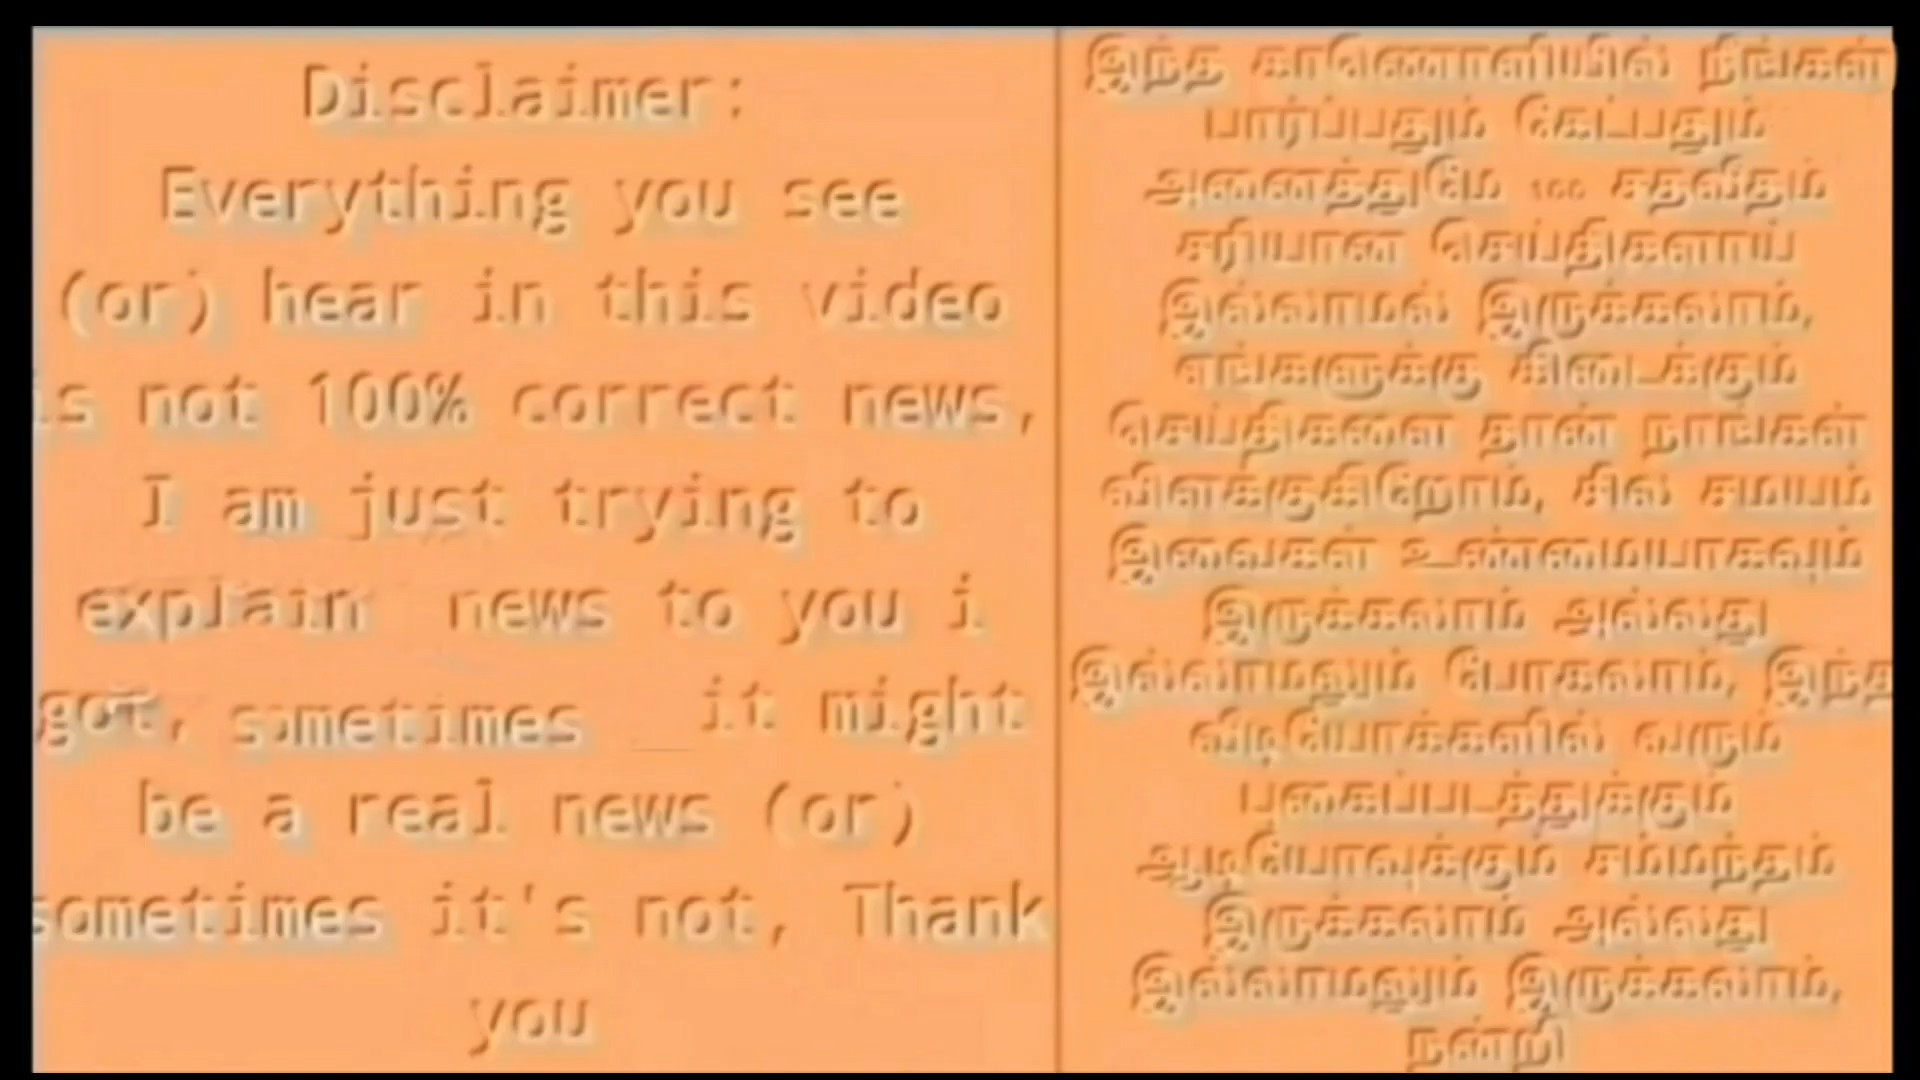 Disclaimer:
Everything you see
(or) hear in this video
is not 100% correct news,
I am just trying to
explain news to you i
got, sometimes it might
be a real news (or)
sometimes it's not, Thank
you
இந்த காணொளியில் நீங்கள்
பார்ப்பதும் கேட்பதும்
அனைத்துமே 100 சதவீதம்
சரியான செய்திகளாய்
இல்லாமல் இருக்கலாம்,
எங்களுக்கு கிடைக்கும்
செய்திகளை தான் நாங்கள்
விளக்குகிறோம், சில சமயம்
இவைகள் உண்மையாகவும்
இருக்கலாம் அல்லது
இல்லாமலும் போகலாம், இந்த
வீடியோக்களில் வரும்
புகைப்படத்துக்கும்
ஆடியோவுக்கும் சம்மந்தம்
இருக்கலாம் அல்லது
இல்லாமலும் இருக்கலாம்,
நன்றி